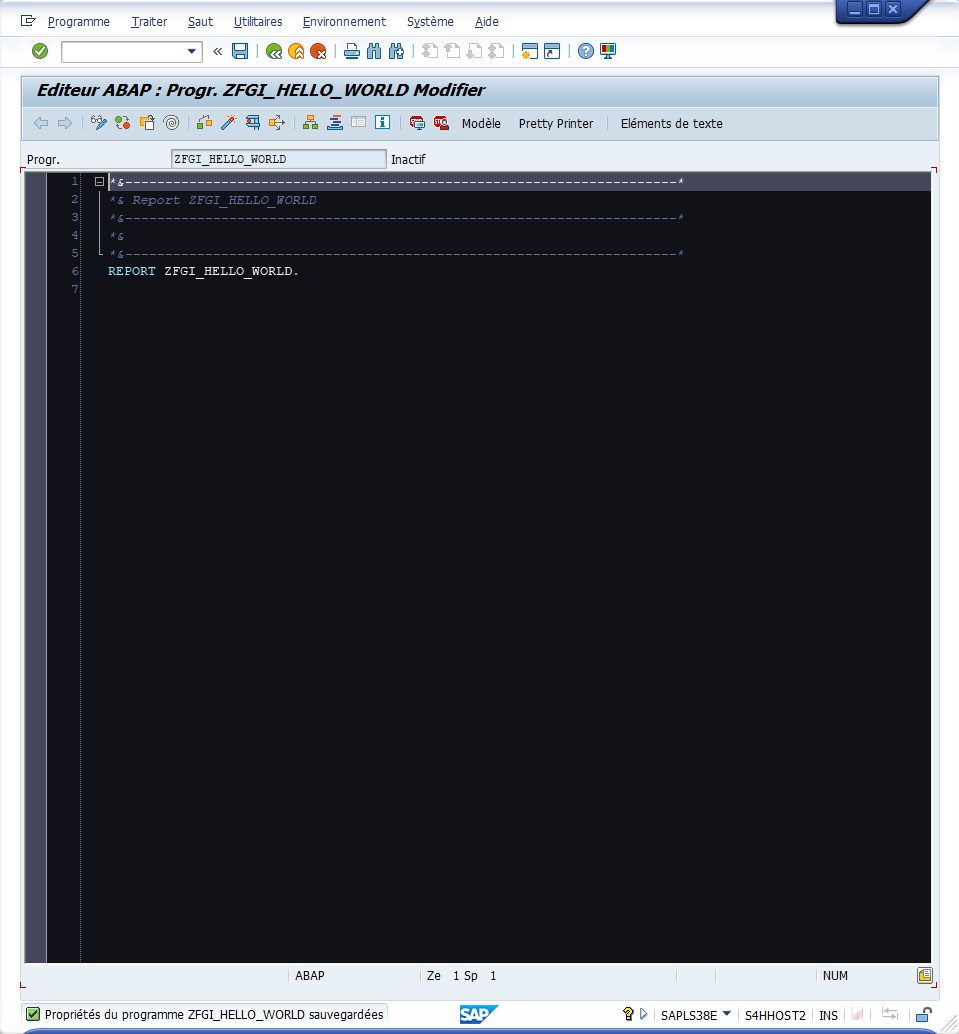 Programme Traiter Saut Utilitaires Environnement Système Aide
«
Editeur ABAP : Progr. ZFGI_HELLO_WORLD Modifier
Modèle Pretty Printer Eléments de texte
Progr. ZFGI_HELLO_WORLD Inactif
1 *&---------------------------------------------------------------------*
2 *& Report ZFGI_HELLO_WORLD
3 *&---------------------------------------------------------------------*
4 *&
5 *&---------------------------------------------------------------------*
6 REPORT ZFGI_HELLO_WORLD.
7
ABAP Ze 1 Sp 1 NUM
Propriétés du programme ZFGI_HELLO_WORLD sauvegardées SAP SAPLS38E S4HHOST2 INS